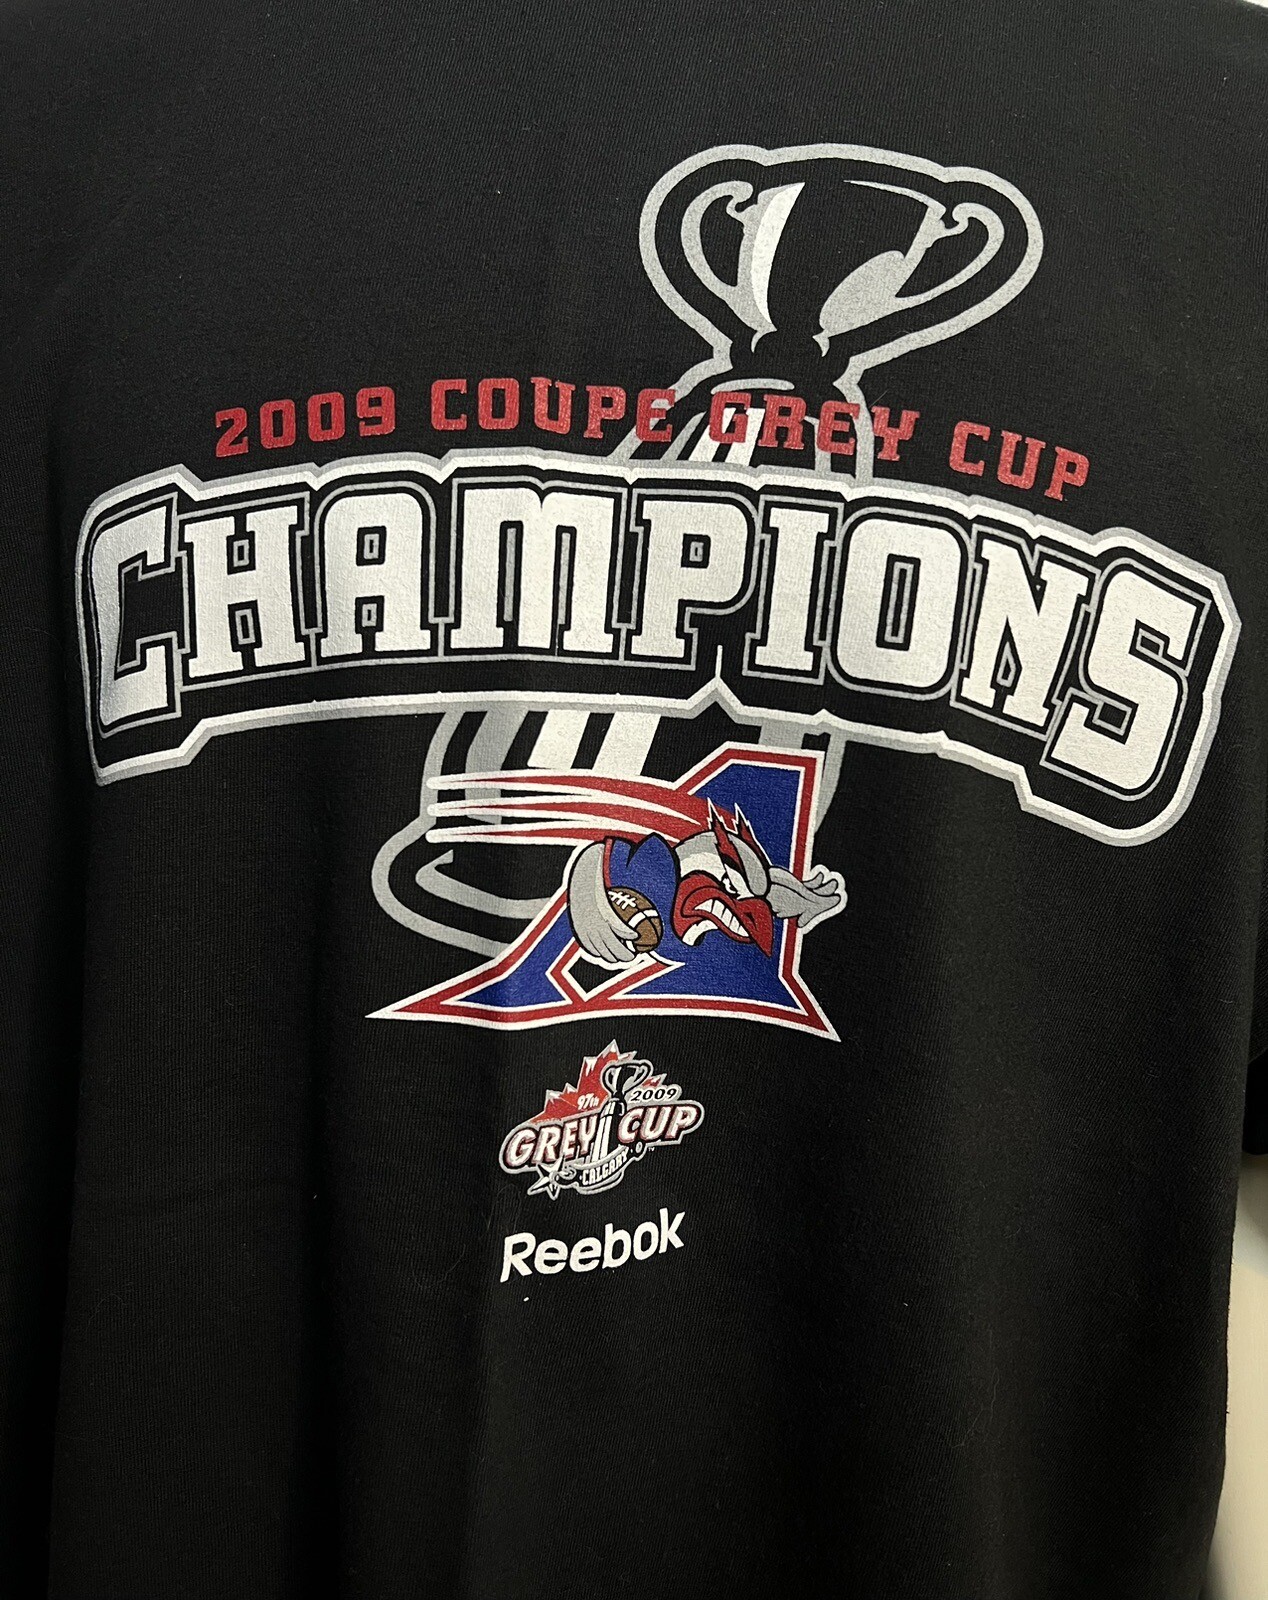 2009 COUPE GREY CUP
CHAMPIONS
97th 2009
GREY CUP
CALGARY
Reebok